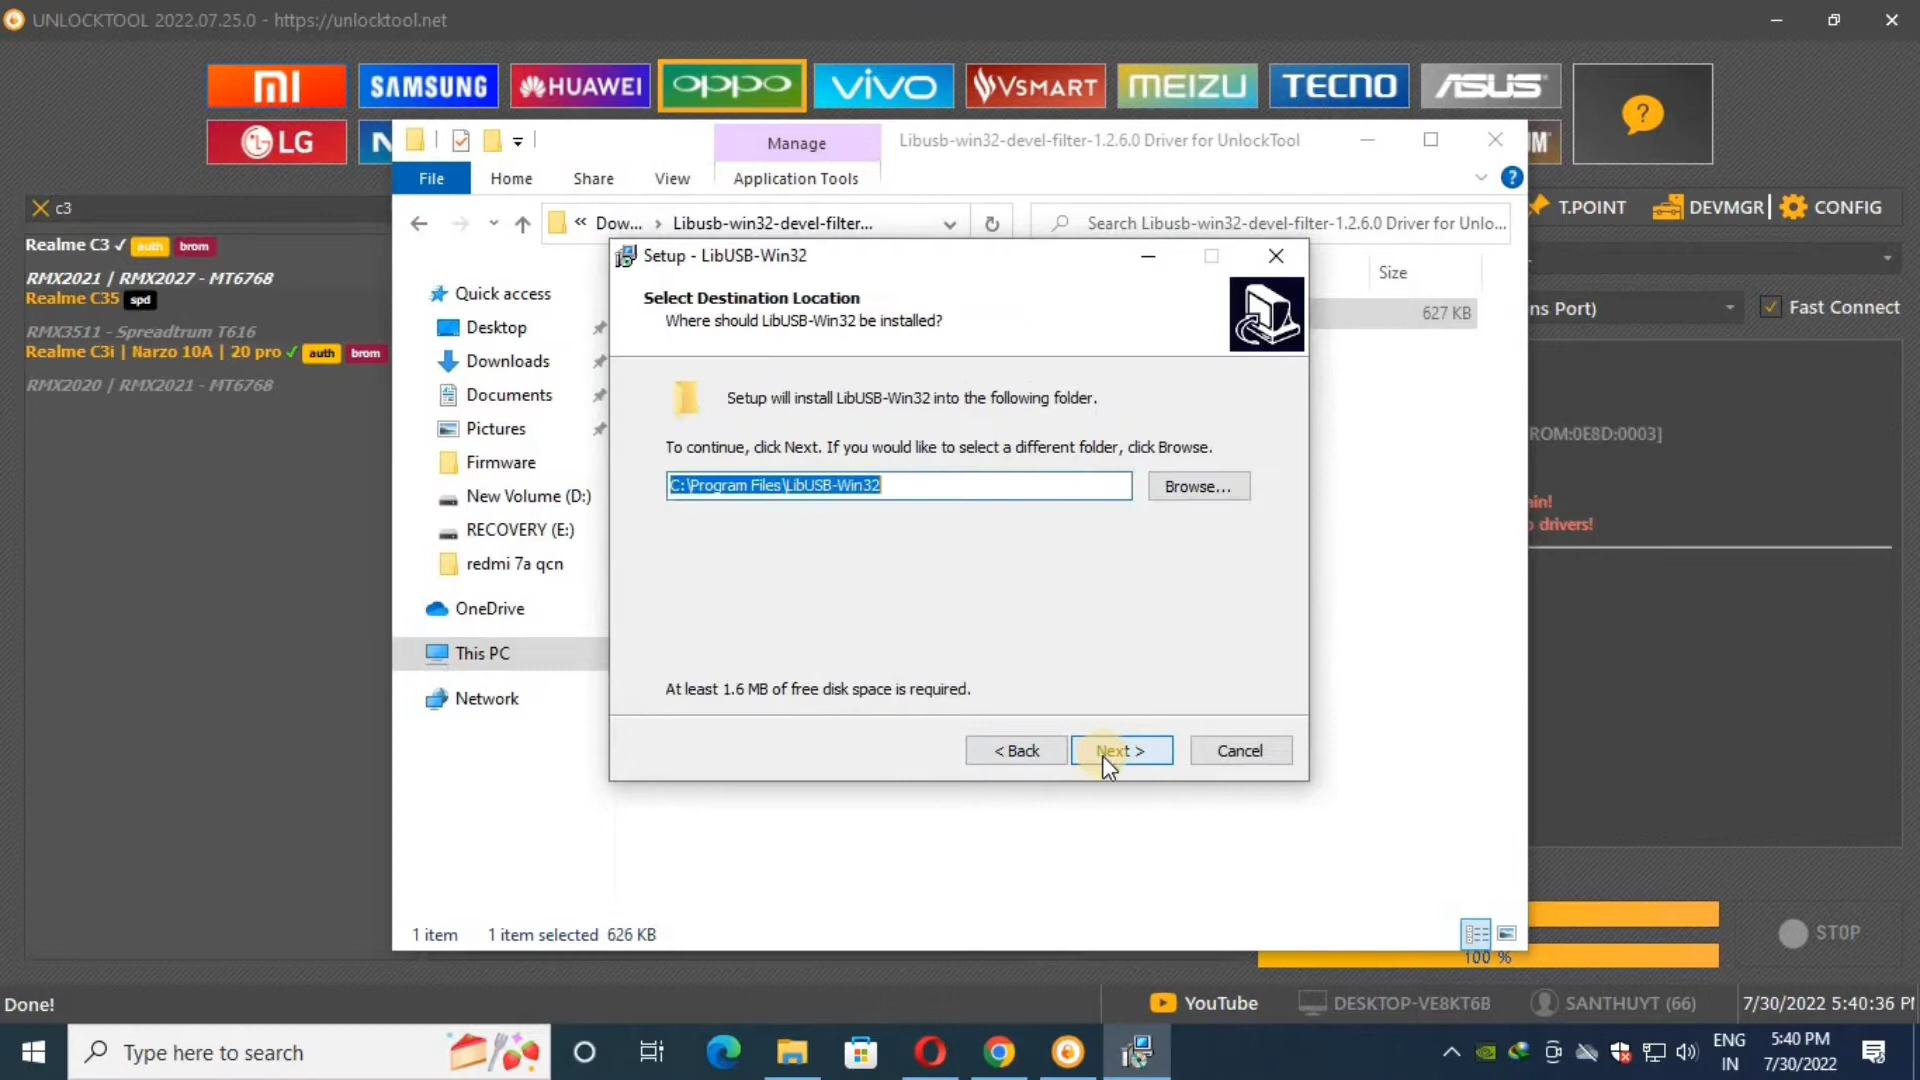 UNLOCKTOOL 2022.07.25.0 - https://unlocktool.net
MI
SAMSUNG
HUAWEI
oppo
vivo
VSMART
MEIZU
TECNO
ASUS
?
LG
N
M
Manage
Libusb-win32-devel-filter-1.2.6.0 Driver for UnlockTool
File
Home
Share
View
Application Tools
?
c3
T.POINT
DEVMGR
CONFIG
« Dow... › Libusb-win32-devel-filter...
Search Libusb-win32-devel-filter-1.2.6.0 Driver for Unlo...
Realme C3 ✓ auth brom
RMX2021 | RMX2027 - MT6768
Realme C35 spd
RMX3511 - Spreadtrum T616
Realme C3i | Narzo 10A | 20 pro ✓ auth brom
RMX2020 | RMX2021 - MT6768
Quick access
Desktop
Downloads
Documents
Pictures
Firmware
New Volume (D:)
RECOVERY (E:)
redmi 7a qcn
OneDrive
This PC
Network
Size
627 KB
Setup - LibUSB-Win32
Select Destination Location
Where should LibUSB-Win32 be installed?
Setup will install LibUSB-Win32 into the following folder.
To continue, click Next. If you would like to select a different folder, click Browse.
C:\Program Files\LibUSB-Win32
Browse...
At least 1.6 MB of free disk space is required.
< Back
Next >
Cancel
ns Port)
Fast Connect
ROM:0E8D:0003]
ain!
o drivers!
1 item
1 item selected 626 KB
STOP
100 %
Done!
YouTube
DESKTOP-VE8KT6B
SANTHUYT (66)
7/30/2022 5:40:36 PM
Type here to search
ENG
IN
5:40 PM
7/30/2022